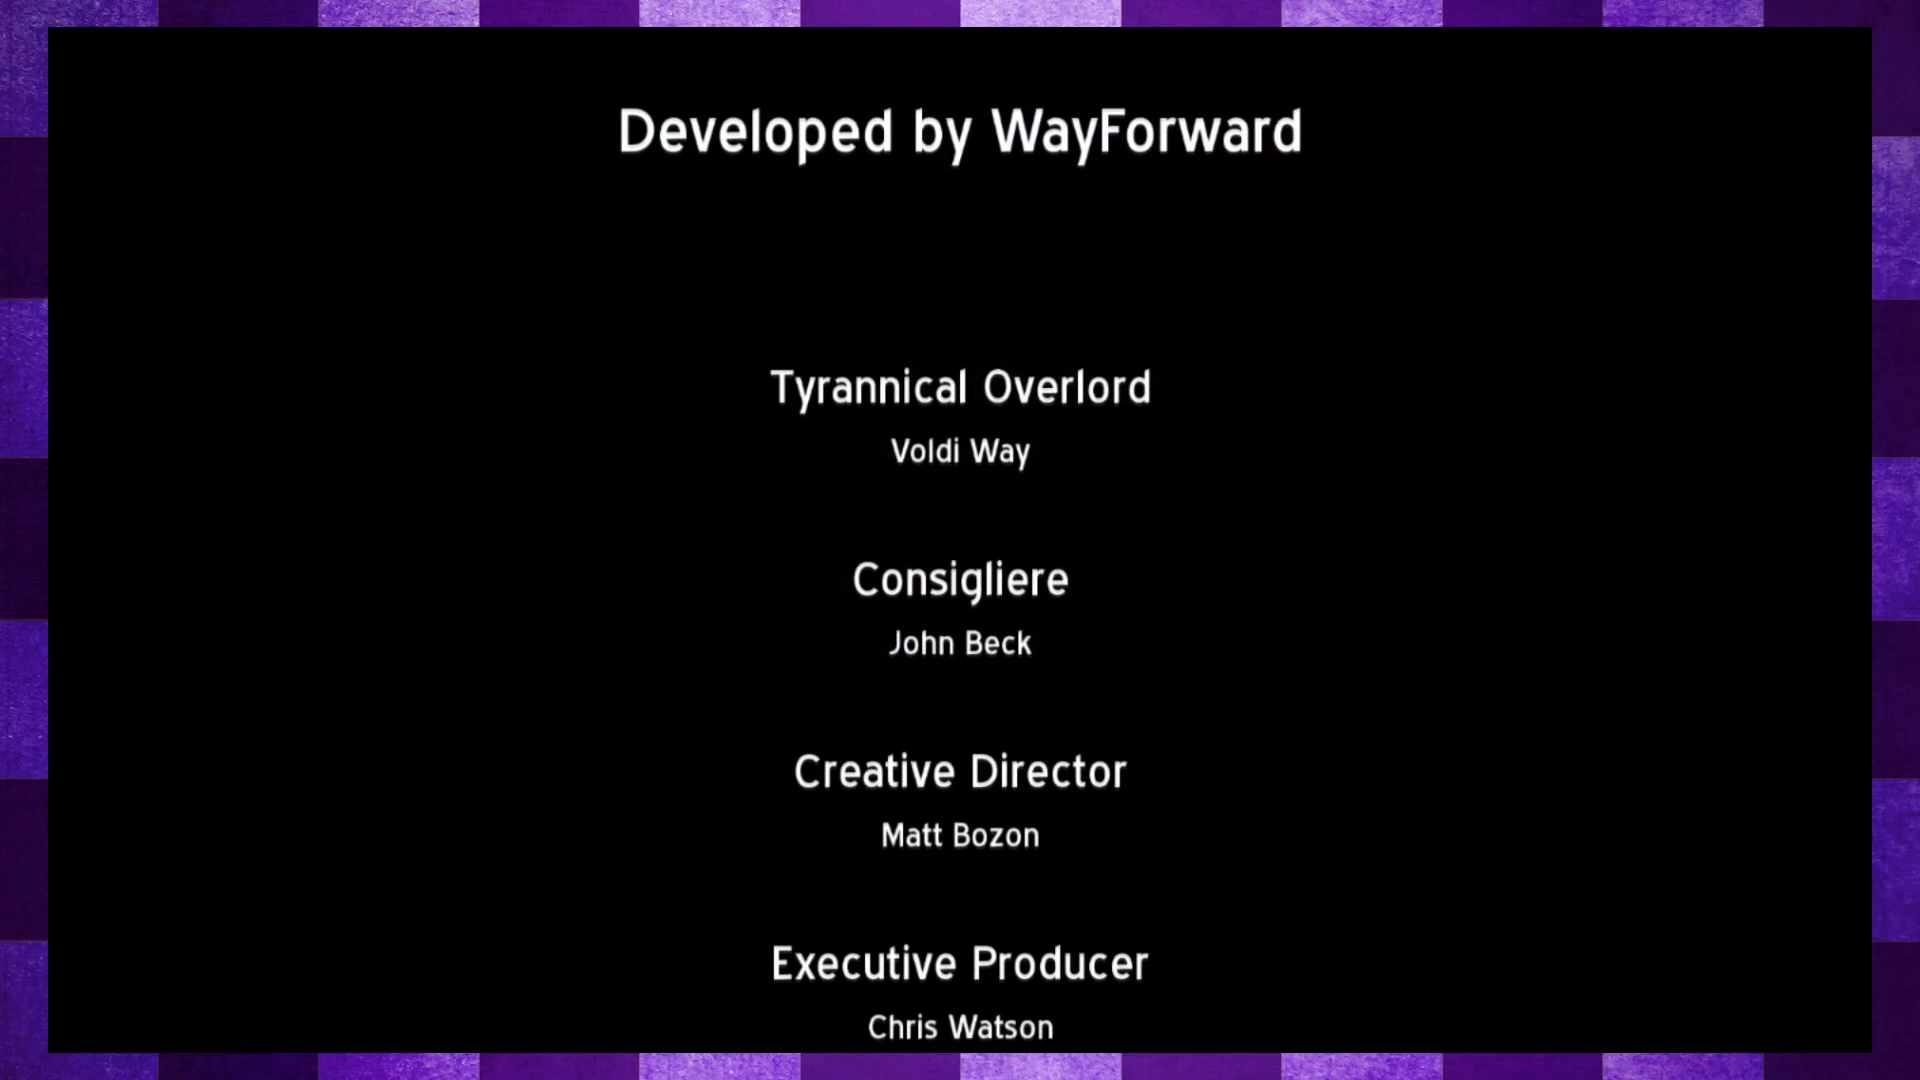 Developed by WayForward
Tyrannical Overlord
Voldi Way
Consigliere
John Beck
Creative Director
Matt Bozon
Executive Producer
Chris Watson